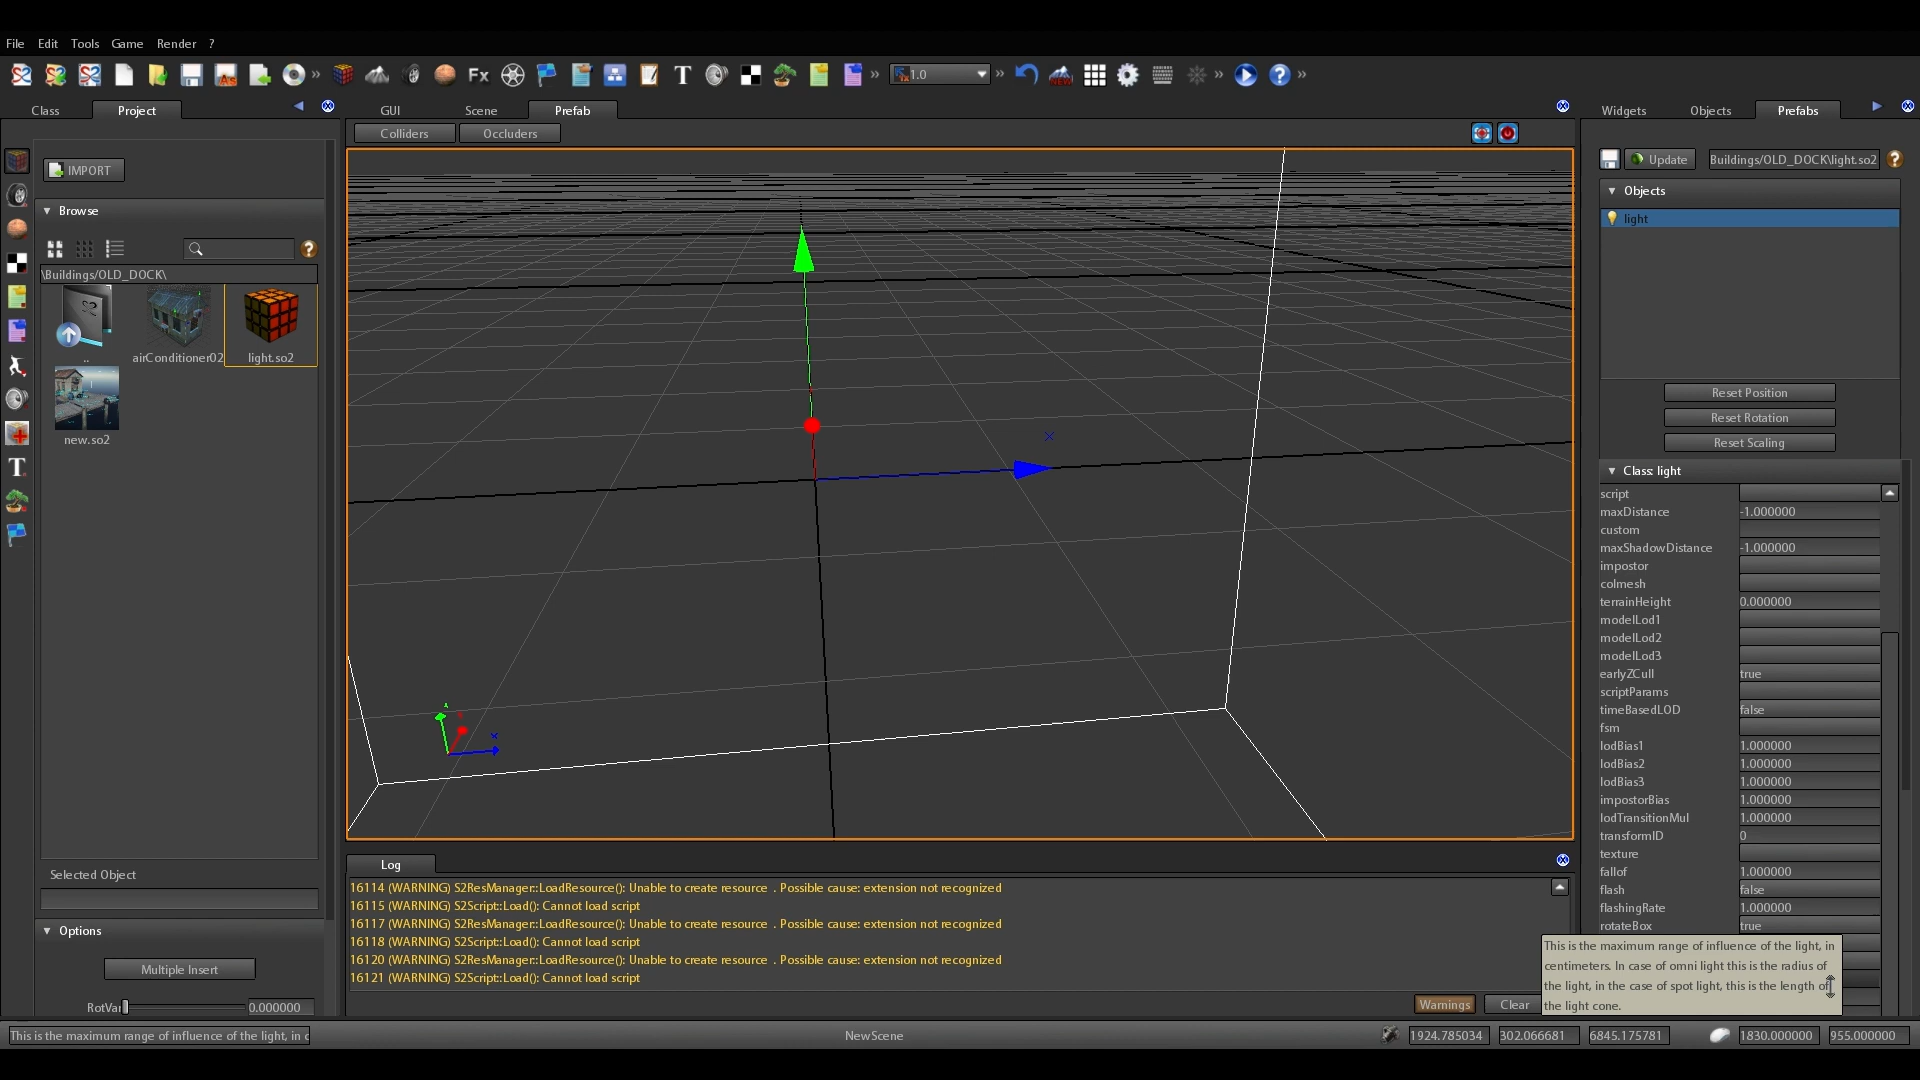 File Edit Tools Game Render ?
Fx T 1.0
Class Project
GUI Scene Prefab
Widgets Objects Prefabs
Colliders Occluders
IMPORT
Update Buildings/OLD_DOCK\light.so2
Browse
Objects
light
\Buildings/OLD_DOCK\
.. airConditioner02 light.so2
new.so2
Reset Position
Reset Rotation
Reset Scaling
Class: light
script
maxDistance -1.000000
custom
maxShadowDistance -1.000000
impostor
colmesh
terrainHeight 0.000000
modelLod1
modelLod2
modelLod3
earlyZCull true
scriptParams
timeBasedLOD false
fsm
lodBias1 1.000000
lodBias2 1.000000
lodBias3 1.000000
impostorBias 1.000000
lodTransitionMul 1.000000
transformID 0
texture
fallof 1.000000
flash false
flashingRate 1.000000
rotateBox true
This is the maximum range of influence of the light, in
centimeters. In case of omni light this is the radius of
the light, in the case of spot light, this is the length of
the light cone.
Log
16114 (WARNING) S2ResManager::LoadResource(): Unable to create resource . Possible cause: extension not recognized
16115 (WARNING) S2Script::Load(): Cannot load script
16117 (WARNING) S2ResManager::LoadResource(): Unable to create resource . Possible cause: extension not recognized
16118 (WARNING) S2Script::Load(): Cannot load script
16120 (WARNING) S2ResManager::LoadResource(): Unable to create resource . Possible cause: extension not recognized
16121 (WARNING) S2Script::Load(): Cannot load script
Warnings Clear
Selected Object
Options
Multiple Insert
RotVar 0.000000
This is the maximum range of influence of the light, in c
NewScene
1924.785034 302.066681 6845.175781 1830.000000 955.000000